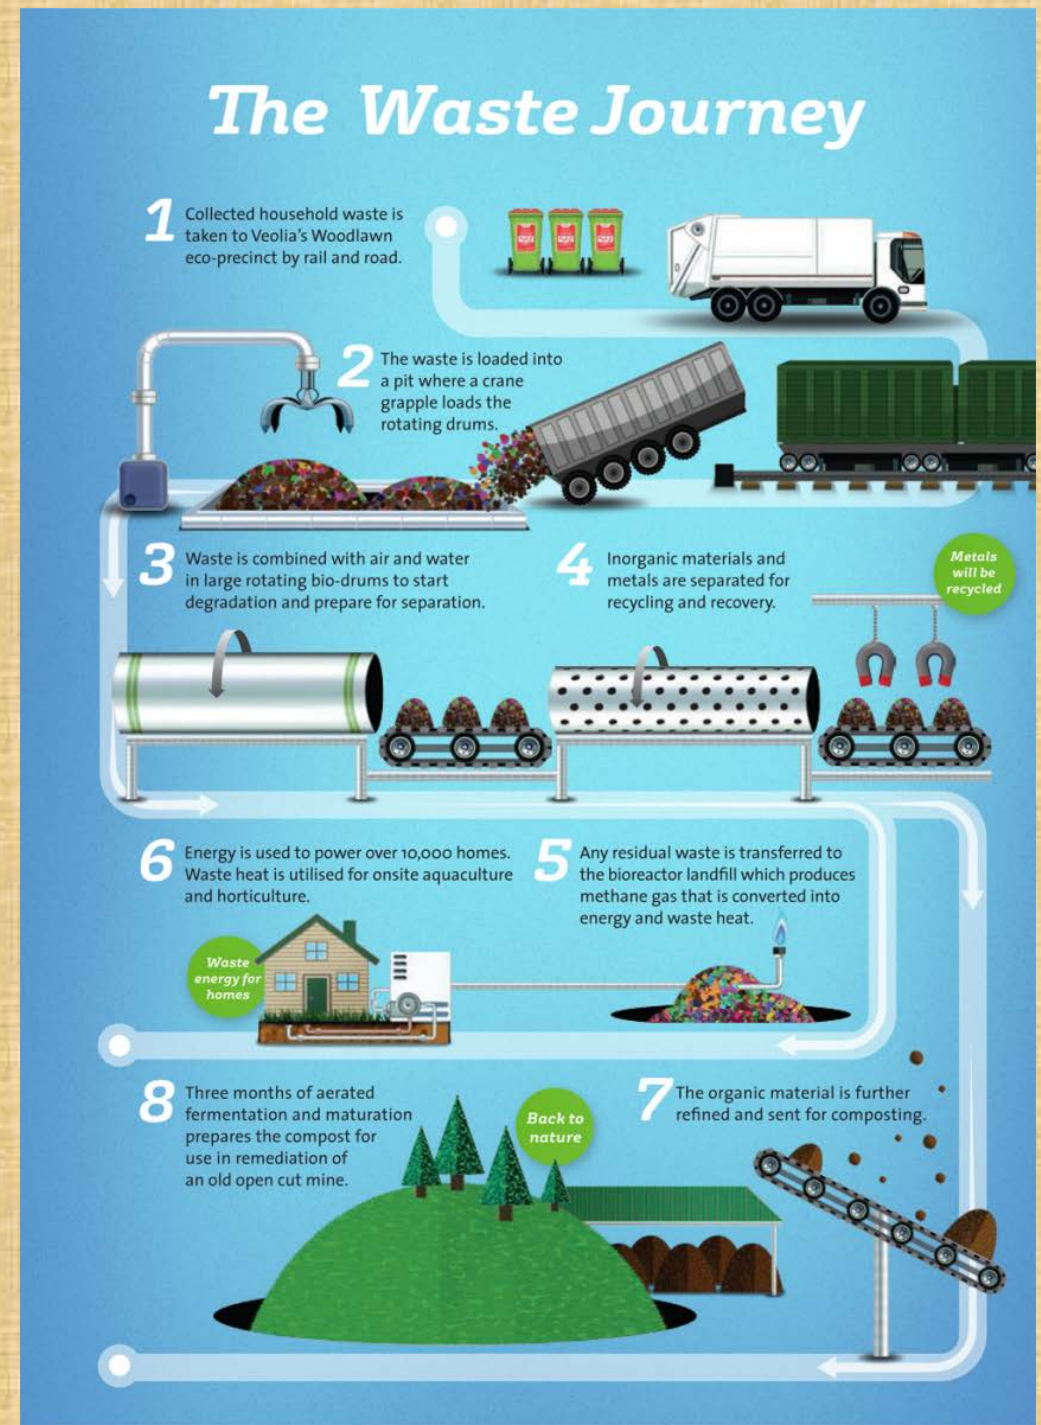 The Waste Journey
1
Collected household waste is
taken to Veolia's Woodlawn
eco-precinct by rail and road.
2
The waste is loaded into
a pit where a crane
grapple loads the
rotating drums.
3
Waste is combined with air and water
in large rotating bio-drums to start
degradation and prepare for separation.
4
Inorganic materials and
metals are separated for
recycling and recovery.
Metals
will be
recycled
5
Any residual waste is transferred to
the bioreactor landfill which produces
methane gas that is converted into
energy and waste heat.
6
Energy is used to power over 10,000 homes.
Waste heat is utilised for onsite aquaculture
and horticulture.
Waste
energy for
homes
7
The organic material is further
refined and sent for composting.
8
Three months of aerated
fermentation and maturation
prepares the compost for
use in remediation of
an old open cut mine.
Back to
nature